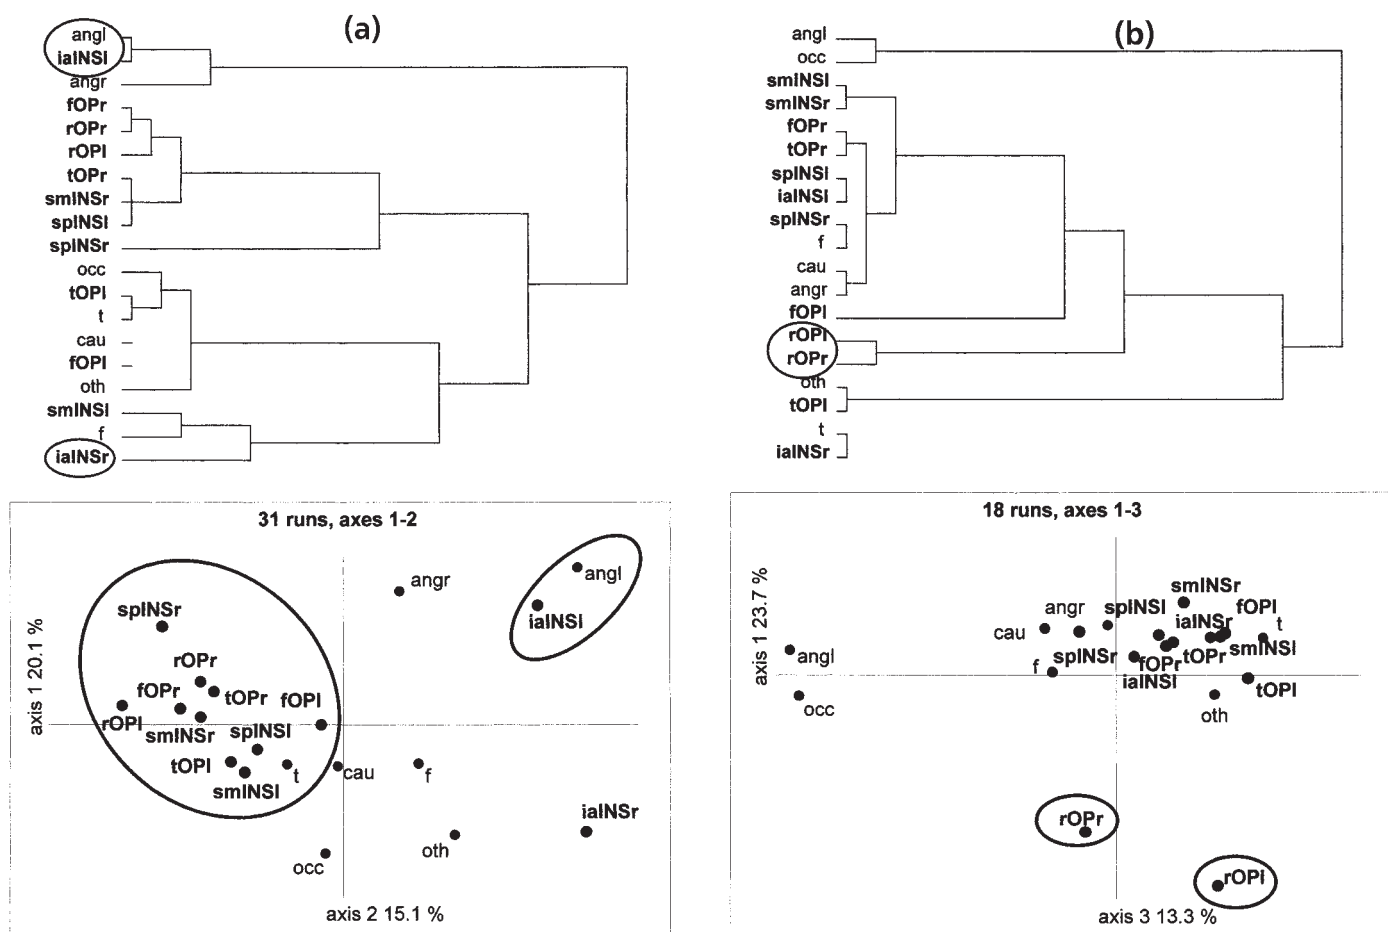 (a)
angl
iaINSl
angr
fOPr
rOPr
rOPl
tOPr
smINSr
spINSl
spINSr
occ
tOPl
t
cau
fOPl
oth
smINSl
f
iaINSr
(b)
angl
occ
smINSl
smINSr
fOPr
tOPr
spINSl
iaINSl
spINSr
f
cau
angr
fOPl
rOPl
rOPr
oth
tOPl
t
iaINSr
31 runs, axes 1-2
angl
angr
iaINSl
spINSr
rOPr
fOPr
tOPr
fOPl
rOPl
smINSr
spINSl
tOPl
t
cau
f
smINSl
iaINSr
oth
occ
axis 1 20.1 %
axis 2 15.1 %
18 runs, axes 1-3
smINSr
angr
spINSl
iaINSr
fOPl
t
cau
angl
f
spINSr
fOPr
tOPr
smINSl
iaINSl
tOPl
occ
oth
rOPr
rOPl
axis 1 23.7 %
axis 3 13.3 %